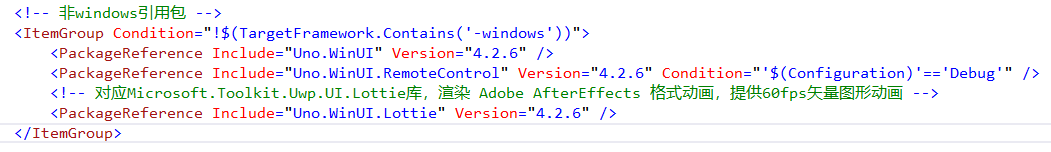 <!-- 非windows引用包 -->
<ItemGroup Condition="!$(TargetFramework.Contains('-windows'))">
    <PackageReference Include="Uno.WinUI" Version="4.2.6" />
    <PackageReference Include="Uno.WinUI.RemoteControl" Version="4.2.6" Condition="'$(Configuration)'=='Debug'" />
    <!-- 对应Microsoft.Toolkit.Uwp.UI.Lottie库，渲染 Adobe AfterEffects 格式动画，提供60fps矢量图形动画 -->
    <PackageReference Include="Uno.WinUI.Lottie" Version="4.2.6" />
</ItemGroup>